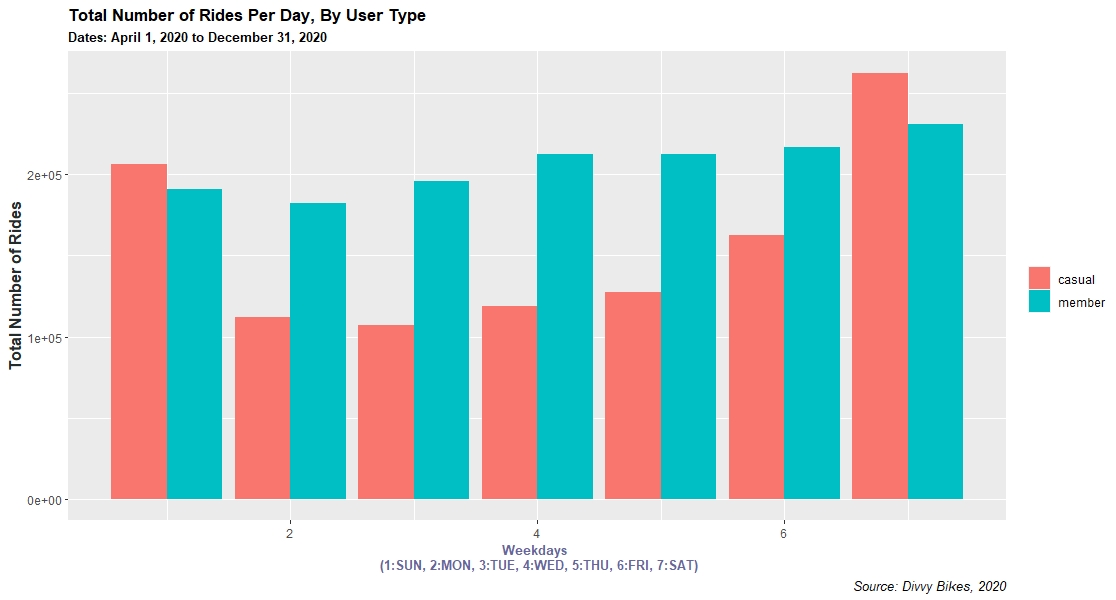 Total Number of Rides Per Day, By User Type
Dates: April 1, 2020 to December 31, 2020
Total Number of Rides
2e+05
1e+05
0e+00
2 4 6
Weekdays
(1:SUN, 2:MON, 3:TUE, 4:WED, 5:THU, 6:FRI, 7:SAT)
casual
member
Source: Divvy Bikes, 2020